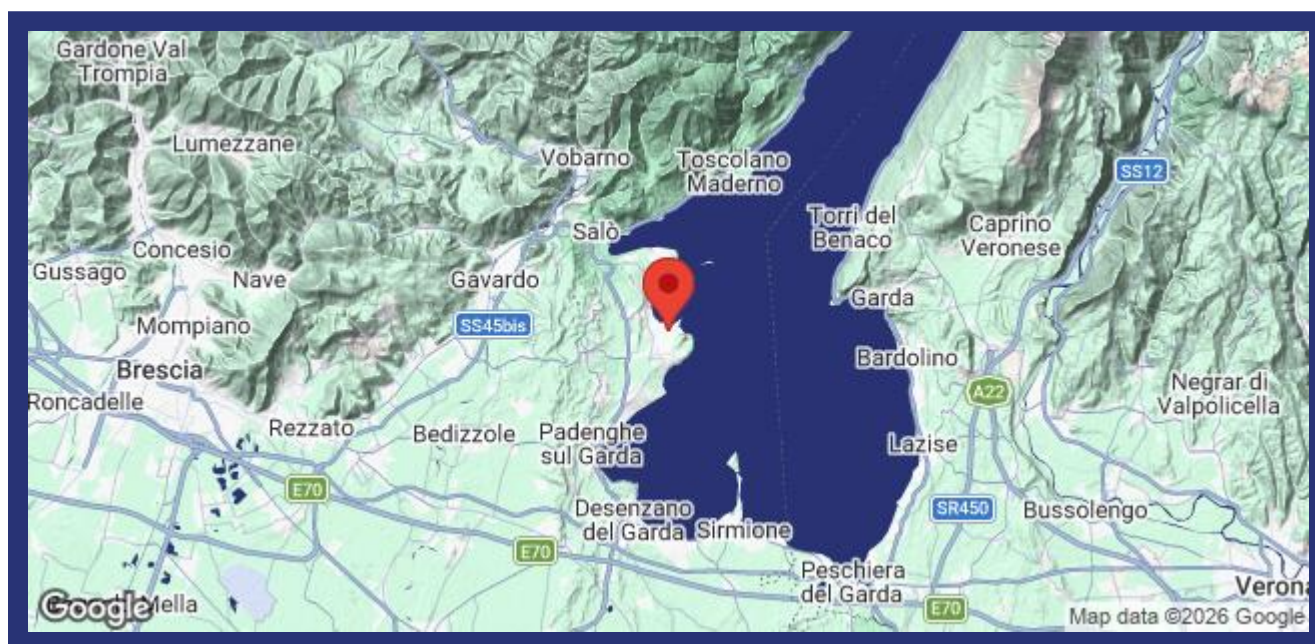 Gardone Val
Trompia
Lumezzane
Vobarno
Toscolano
Maderno
SS12
Torri del
Benaco
Caprino
Veronese
Salò
Concesio
Gussago
Nave
Gavardo
Garda
Mompiano
SS45bis
Bardolino
Brescia
A22
Negrar di
Valpolicella
Roncadelle
Rezzato
Bedizzole
Padenghe
sul Garda
Lazise
E70
Desenzano
del Garda
Sirmione
SR450
Bussolengo
E70
Peschiera
del Garda
Verona
E70
Mella
Google
Map data ©2026 Google